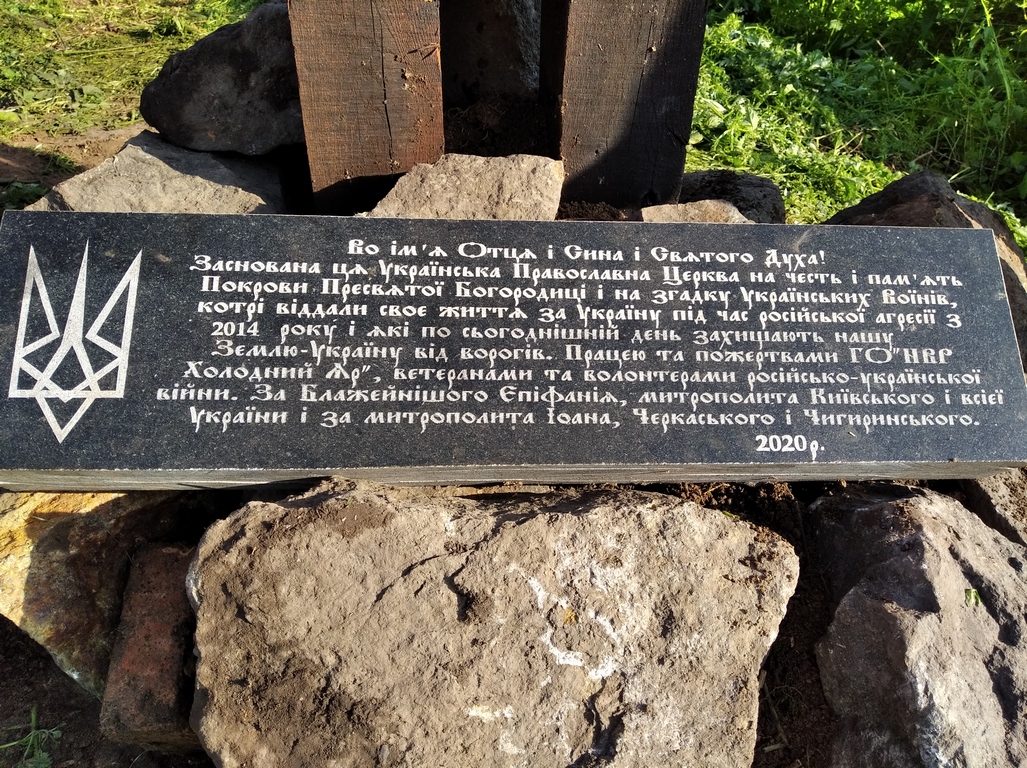 Во ім'я Отця і Сина і Святого Духа!
Заснована ця Українська Православна Церква на честь і пам'ять
Покрови Пресвятої Богородиці і на згадку Українських Воїнів,
котрі віддали своє життя за Україну під час російської агресії з
2014 року і які по сьогоднішній день захищають нашу
Землю-Україну від ворогів. Працею та пожертвами ГО"НВР
Холодний Яр", ветеранами та волонтерами російсько-української
війни. За Блажейнішого Епіфанія, митрополита Київського і всієї
України і за митрополита Іоана, Черкаського і Чигиринського.
2020р.